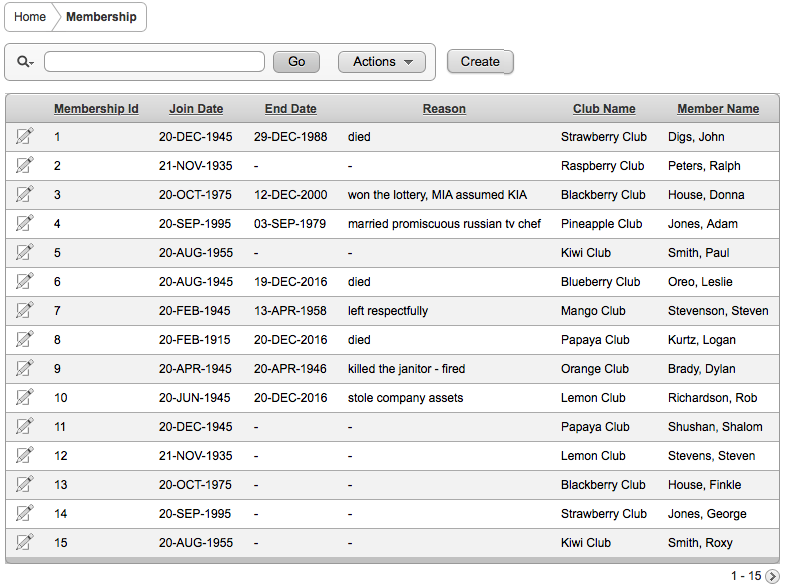 Home Membership
Go Actions Create
Membership Id Join Date End Date Reason Club Name Member Name
1 20-DEC-1945 29-DEC-1988 died Strawberry Club Digs, John
2 21-NOV-1935 - - Raspberry Club Peters, Ralph
3 20-OCT-1975 12-DEC-2000 won the lottery, MIA assumed KIA Blackberry Club House, Donna
4 20-SEP-1995 03-SEP-1979 married promiscuous russian tv chef Pineapple Club Jones, Adam
5 20-AUG-1955 - - Kiwi Club Smith, Paul
6 20-AUG-1945 19-DEC-2016 died Blueberry Club Oreo, Leslie
7 20-FEB-1945 13-APR-1958 left respectfully Mango Club Stevenson, Steven
8 20-FEB-1915 20-DEC-2016 died Papaya Club Kurtz, Logan
9 20-APR-1945 20-APR-1946 killed the janitor - fired Orange Club Brady, Dylan
10 20-JUN-1945 20-DEC-2016 stole company assets Lemon Club Richardson, Rob
11 20-DEC-1945 - - Papaya Club Shushan, Shalom
12 21-NOV-1935 - - Lemon Club Stevens, Steven
13 20-OCT-1975 - - Blackberry Club House, Finkle
14 20-SEP-1995 - - Strawberry Club Jones, George
15 20-AUG-1955 - - Kiwi Club Smith, Roxy
1 - 15